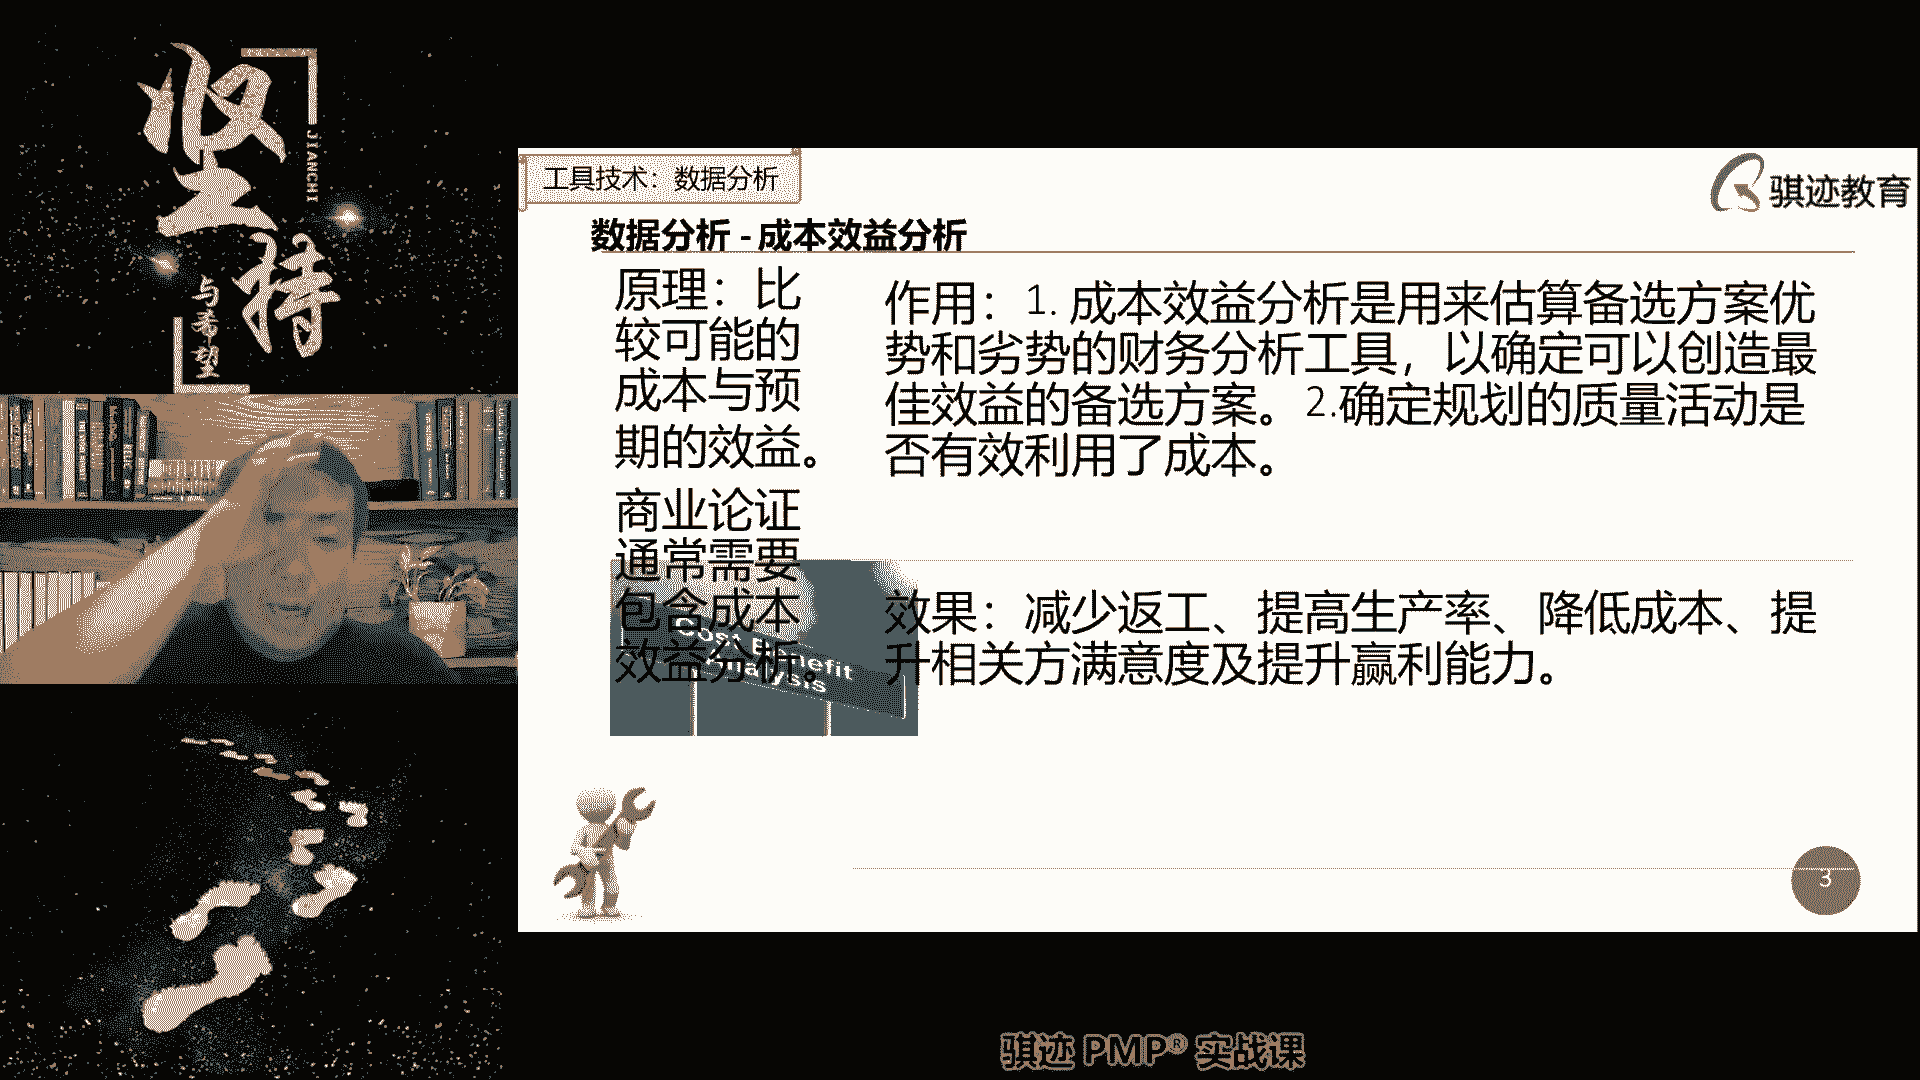 坚持
JIANCHI
与希望
工具技术：数据分析
骐迹教育
数据分析 - 成本效益分析
原理：比
较可能的
成本与预
期的效益。
商业论证
通常需要
包含成本
效益分析。
作用：1. 成本效益分析是用来估算备选方案优
势和劣势的财务分析工具，以确定可以创造最
佳效益的备选方案。2.确定规划的质量活动是
否有效利用了成本。
Cost Benefit
Analysis
效果：减少返工、提高生产率、降低成本、提
升相关方满意度及提升赢利能力。
3
骐迹 PMP® 实战课